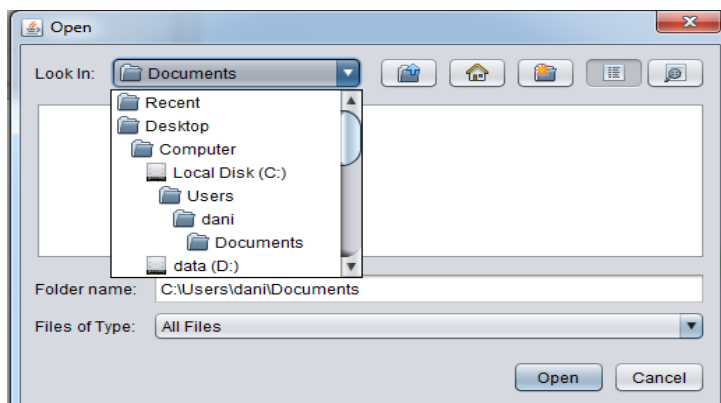 Open
Look In: Documents
Recent
Desktop
Computer
Local Disk (C:)
Users
dani
Documents
data (D:)
Folder name: C:\Users\dani\Documents
Files of Type: All Files
Open Cancel